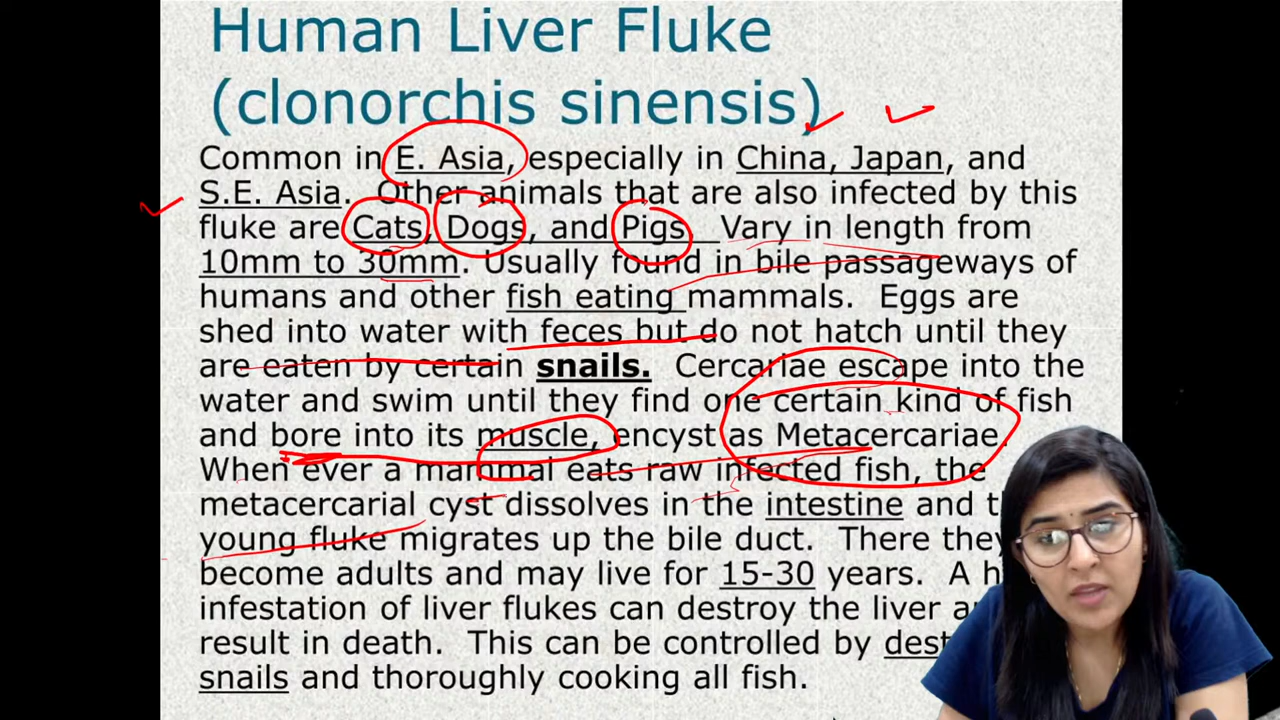 Human Liver Fluke
(clonorchis sinensis)
Common in E. Asia, especially in China, Japan, and
S.E. Asia. Other animals that are also infected by this
fluke are Cats, Dogs, and Pigs Vary in length from
10mm to 30mm. Usually found in bile passageways of
humans and other fish eating mammals. Eggs are
shed into water with feces but do not hatch until they
are eaten by certain snails. Cercariae escape into the
water and swim until they find one certain kind of fish
and bore into its muscle, encyst as Metacercariae.
When ever a mammal eats raw infected fish, the
metacercarial cyst dissolves in the intestine and
young fluke migrates up the bile duct. There they
become adults and may live for 15-30 years. A
infestation of liver flukes can destroy the liver
result in death. This can be controlled by
snails and thoroughly cooking all fish.